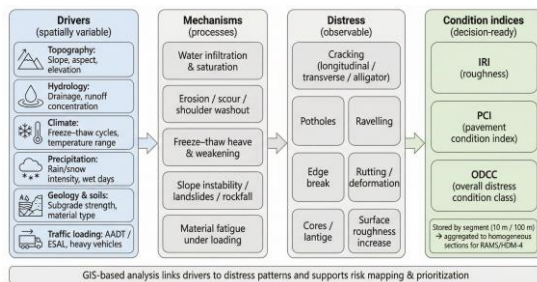 Drivers
(spatially variable)
Topography:
Slope, aspect,
elevation
Hydrology:
Drainage, runoff
concentration
Climate:
Freeze–thaw cycles,
temperature range
Precipitation:
Rain/snow
intensity, wet days
Geology & soils:
Subgrade strength,
material type
Traffic loading: AADT /
ESAL, heavy vehicles
Mechanisms
(processes)
Water infiltration
& saturation
Erosion / scour /
shoulder washout
Freeze–thaw heave
& weakening
Slope instability /
landslides / rockfall
Material fatigue
under loading
Distress
(observable)
Cracking
(longitudinal /
transverse / alligator)
Potholes
Ravelling
Edge
break
Rutting /
deformation
Cores /
lantige
Surface
roughness
increase
Condition indices
(decision-ready)
IRI
(roughness)
PCI
(pavement
condition index)
ODCC
(overall distress
condition class)
Stored by segment (10 m / 100 m)
→ aggregated to homogeneous
sections for RAMS/HDM-4
GIS-based analysis links drivers to distress patterns and supports risk mapping & prioritization